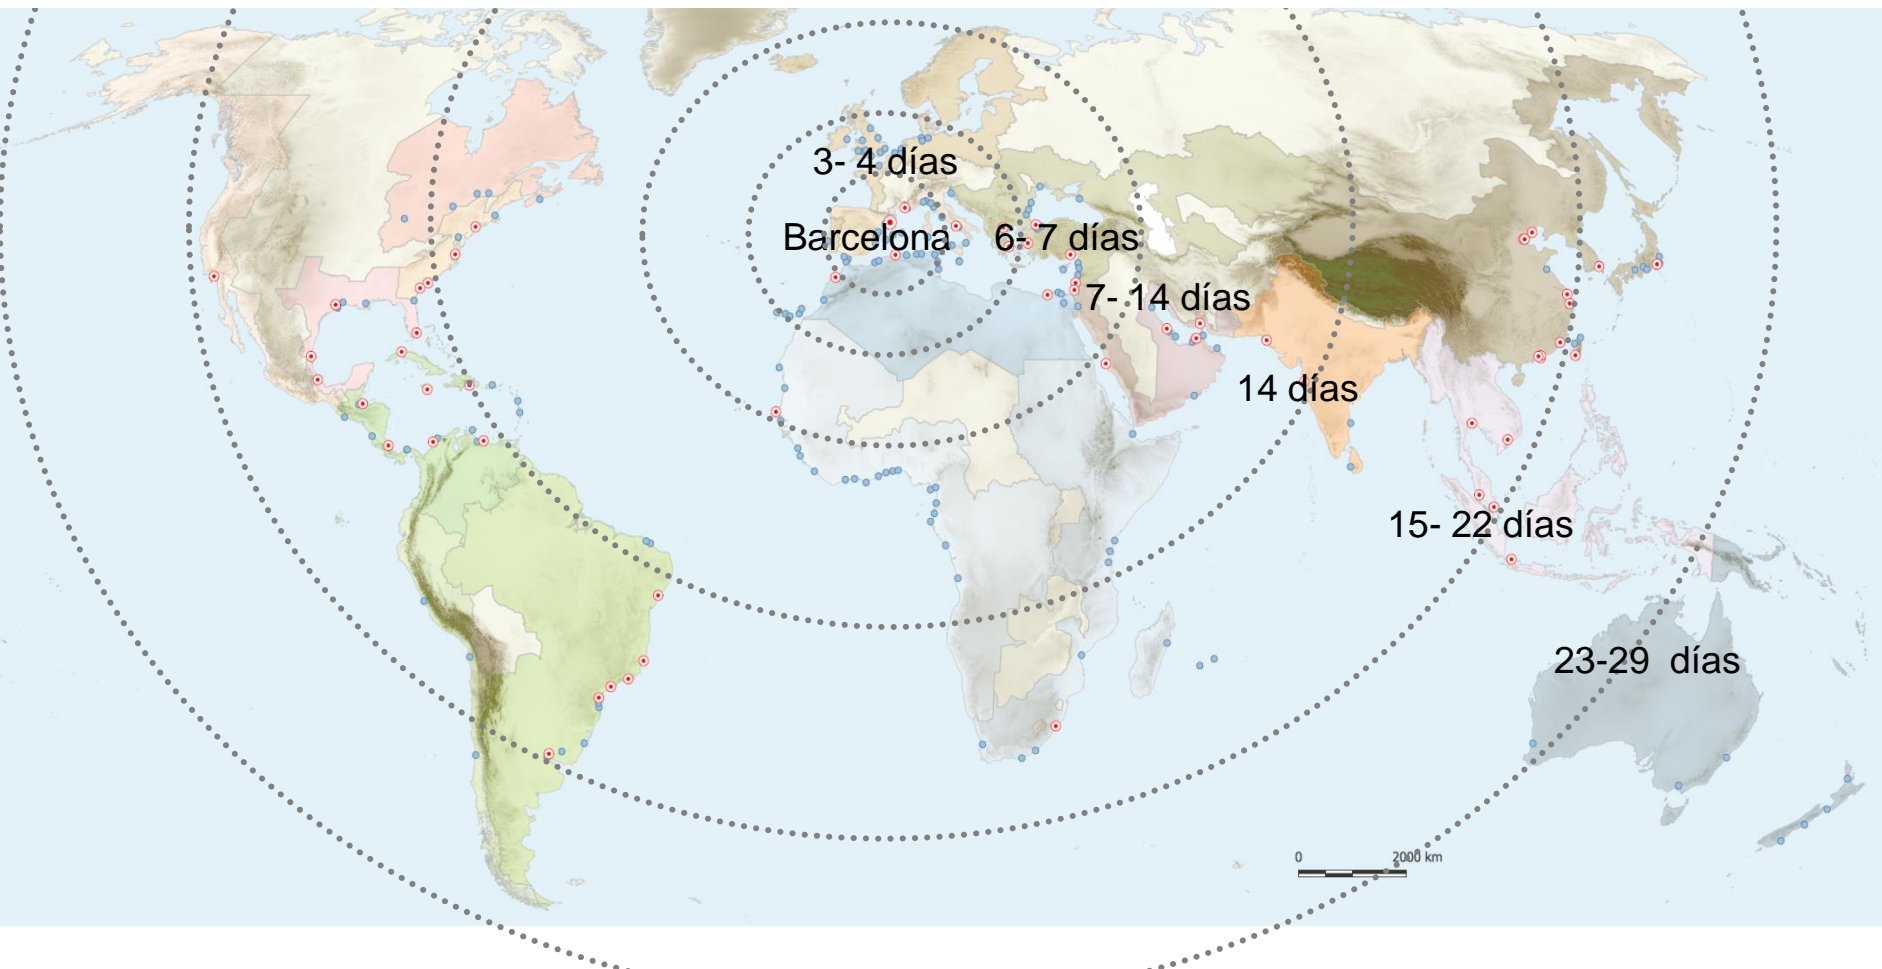 3- 4 días
Barcelona
6- 7 días
7- 14 días
14 días
15- 22 días
23-29 días
0 2000 km